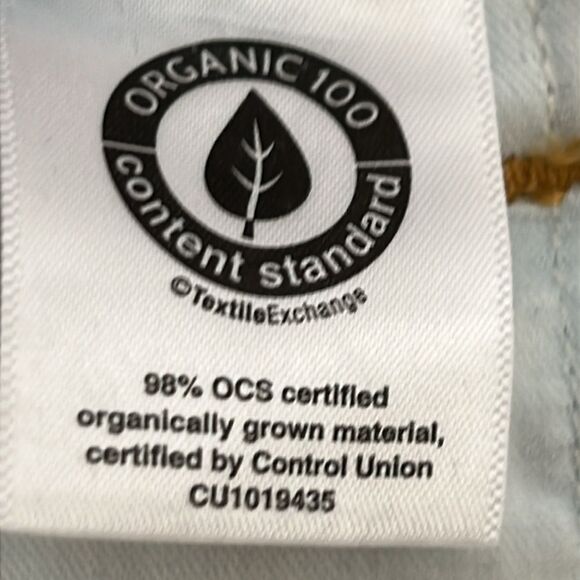 ORGANIC 100
content standard
©TextileExchange
98% OCS certified
organically grown material,
certified by Control Union
CU1019435